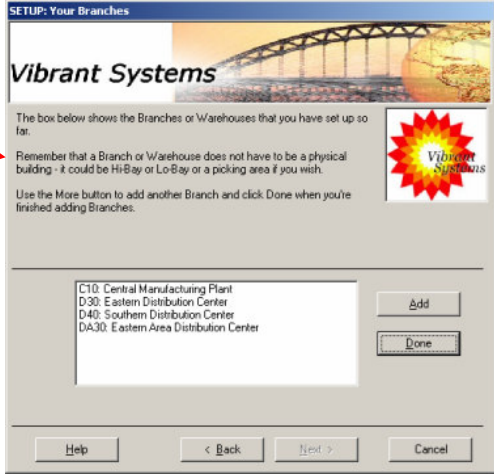 SETUP: Your Branches
Vibrant Systems
The box below shows the Branches or Warehouses that you have set up so
far.
Remember that a Branch or Warehouse does not have to be a physical
building - it could be Hi-Bay or Lo-Bay or a picking area if you wish.
Use the More button to add another Branch and click Done when you're
finished adding Branches.
Vibrant
Systems
C10: Central Manufacturing Plant
D30: Eastern Distribution Center
D40: Southern Distribution Center
DA30: Eastern Area Distribution Center
Add
Done
Help
< Back
Next >
Cancel